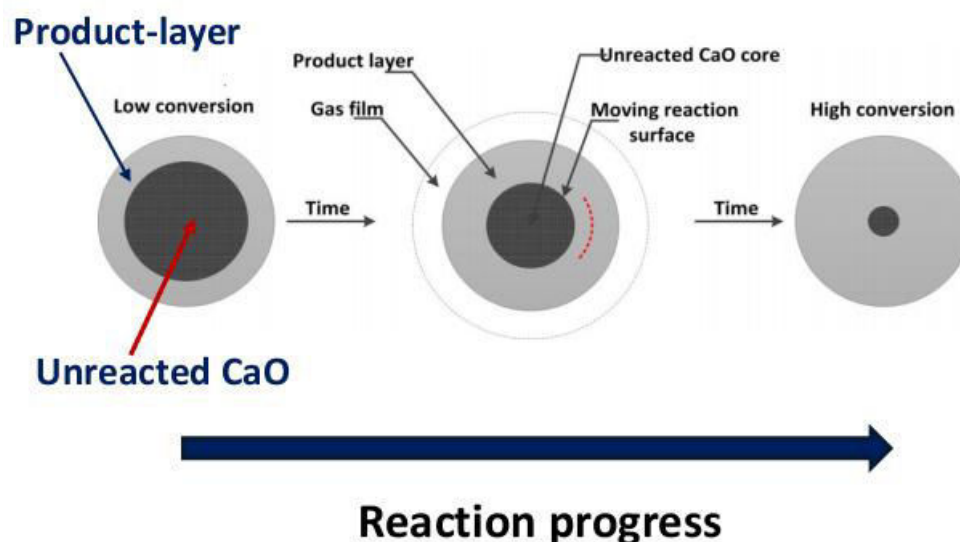 Product-layer
Low conversion
Product layer
Gas film
Unreacted CaO core
Moving reaction
surface
High conversion
Time
Time
Unreacted CaO
Reaction progress